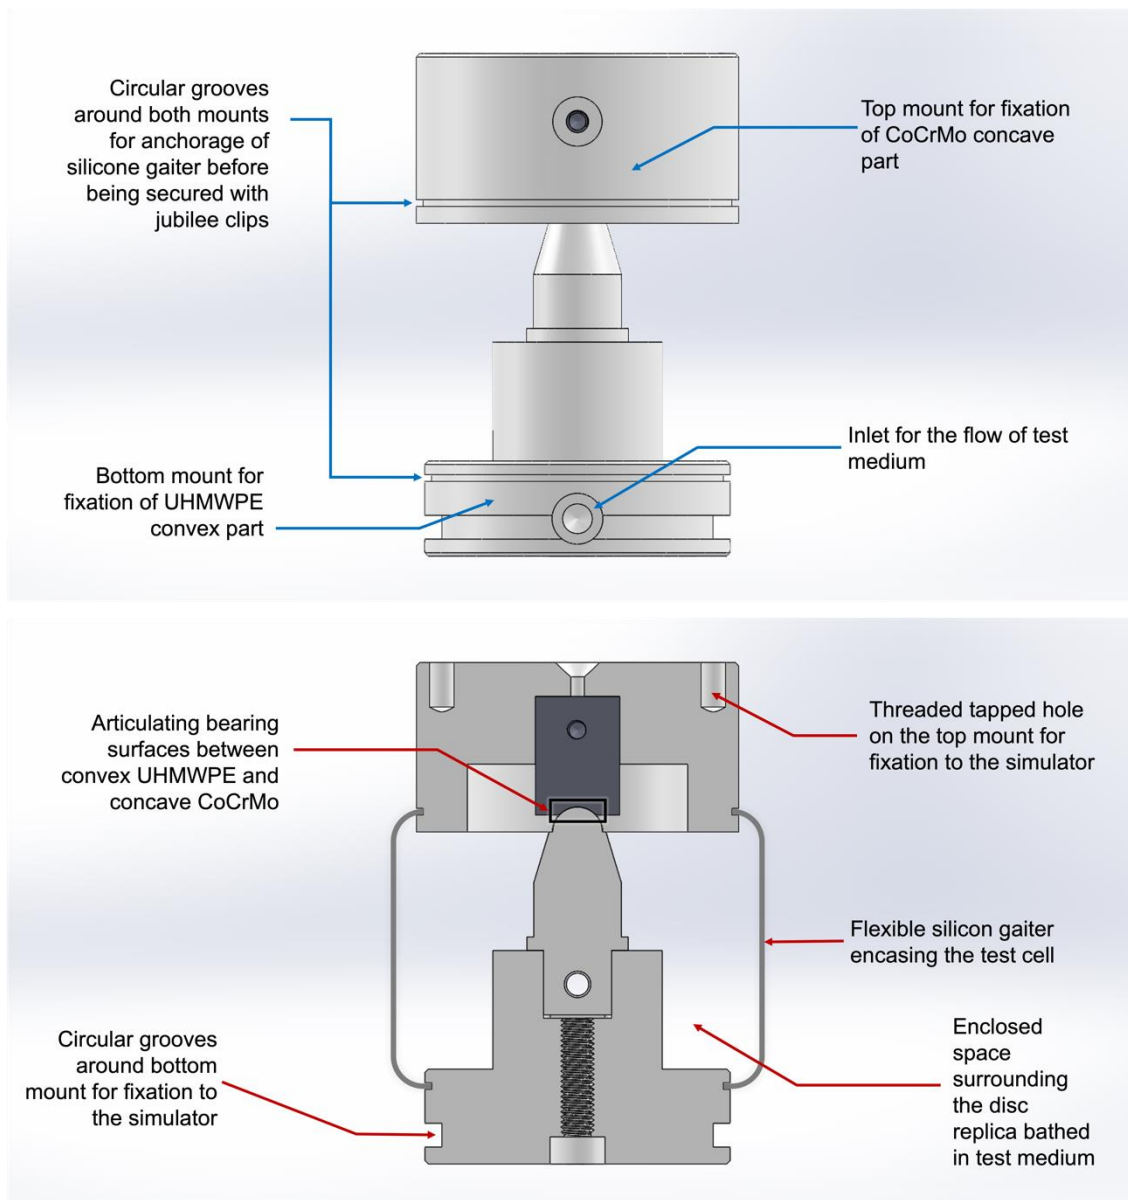 Circular grooves
around both mounts
for anchorage of
silicone gaiter before
being secured with
jubilee clips
Top mount for fixation
of CoCrMo concave
part
Inlet for the flow of test
medium
Bottom mount for
fixation of UHMWPE
convex part
Articulating bearing
surfaces between
convex UHMWPE and
concave CoCrMo
Threaded tapped hole
on the top mount for
fixation to the simulator
Flexible silicon gaiter
encasing the test cell
Circular grooves
around bottom
mount for fixation to
the simulator
Enclosed
space
surrounding
the disc
replica bathed
in test medium